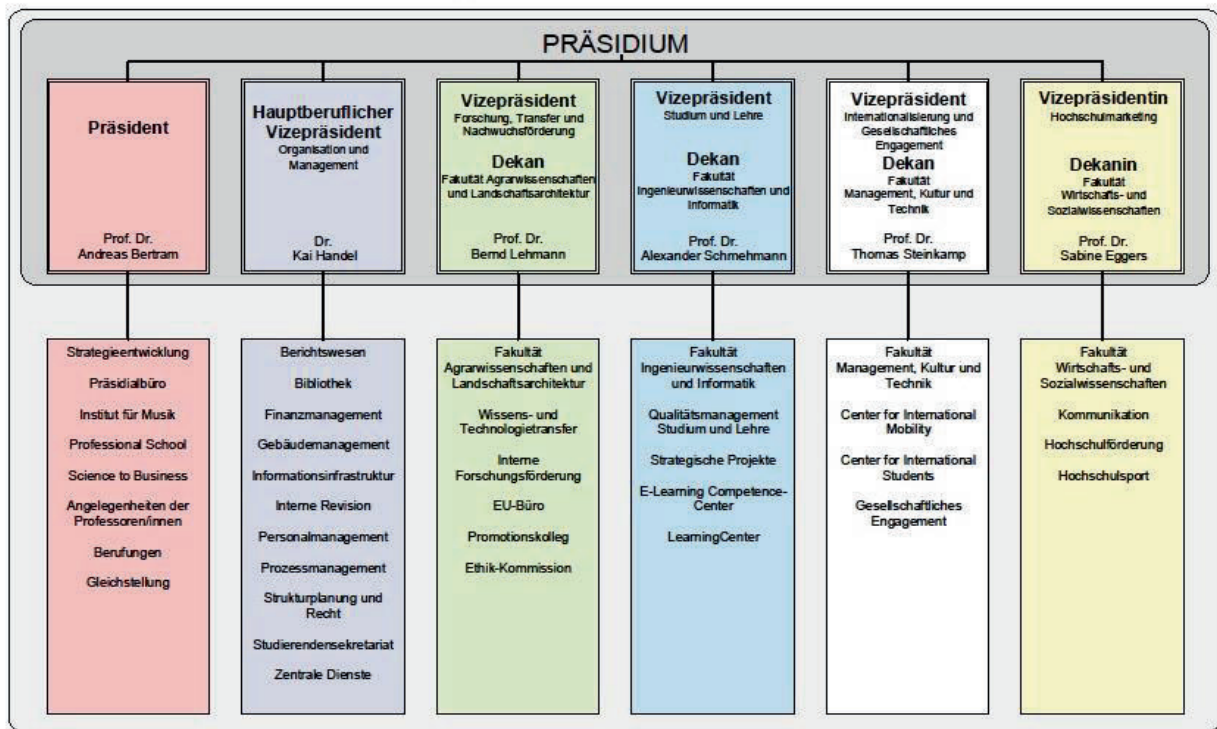 PRÄSIDIUM
Präsident
Prof. Dr.
Andreas Bertram
Hauptberuflicher
Vizepräsident
Organisation und
Management
Dr.
Kai Handel
Vizepräsident
Forschung, Transfer und
Nachwuchsförderung
Dekan
Fakultät Agrarwissenschaften
und Landschaftsarchitektur
Prof. Dr.
Bernd Lehmann
Vizepräsident
Studium und Lehre
Dekan
Fakultät
Ingenieurwissenschaften und
Informatik
Prof. Dr.
Alexander Schmehmann
Vizepräsident
Internationalisierung und
Gesellschaftliches
Engagement
Dekan
Fakultät
Management, Kultur und
Technik
Prof. Dr.
Thomas Steinkamp
Vizepräsidentin
Hochschulmarketing
Dekanin
Fakultät
Wirtschafts- und
Sozialwissenschaften
Prof. Dr.
Sabine Eggers
Strategieentwicklung
Präsidialbüro
Institut für Musik
Professional School
Science to Business
Angelegenheiten der
Professoren/innen
Berufungen
Gleichstellung
Berichtswesen
Bibliothek
Finanzmanagement
Gebäudemanagement
Informationsinfrastruktur
Interne Revision
Personalmanagement
Prozessmanagement
Strukturplanung und
Recht
Studierendensekretariat
Zentrale Dienste
Fakultät
Agrarwissenschaften und
Landschaftsarchitektur
Wissens- und
Technologietransfer
Interne
Forschungsförderung
EU-Büro
Promotionskolleg
Ethik-Kommission
Fakultät
Ingenieurwissenschaften
und Informatik
Qualitätsmanagement
Studium und Lehre
Strategische Projekte
E-Learning Competence-
Center
LearningCenter
Fakultät
Management, Kultur und
Technik
Center for International
Mobility
Center for International
Students
Gesellschaftliches
Engagement
Fakultät
Wirtschafts- und
Sozialwissenschaften
Kommunikation
Hochschulförderung
Hochschulsport